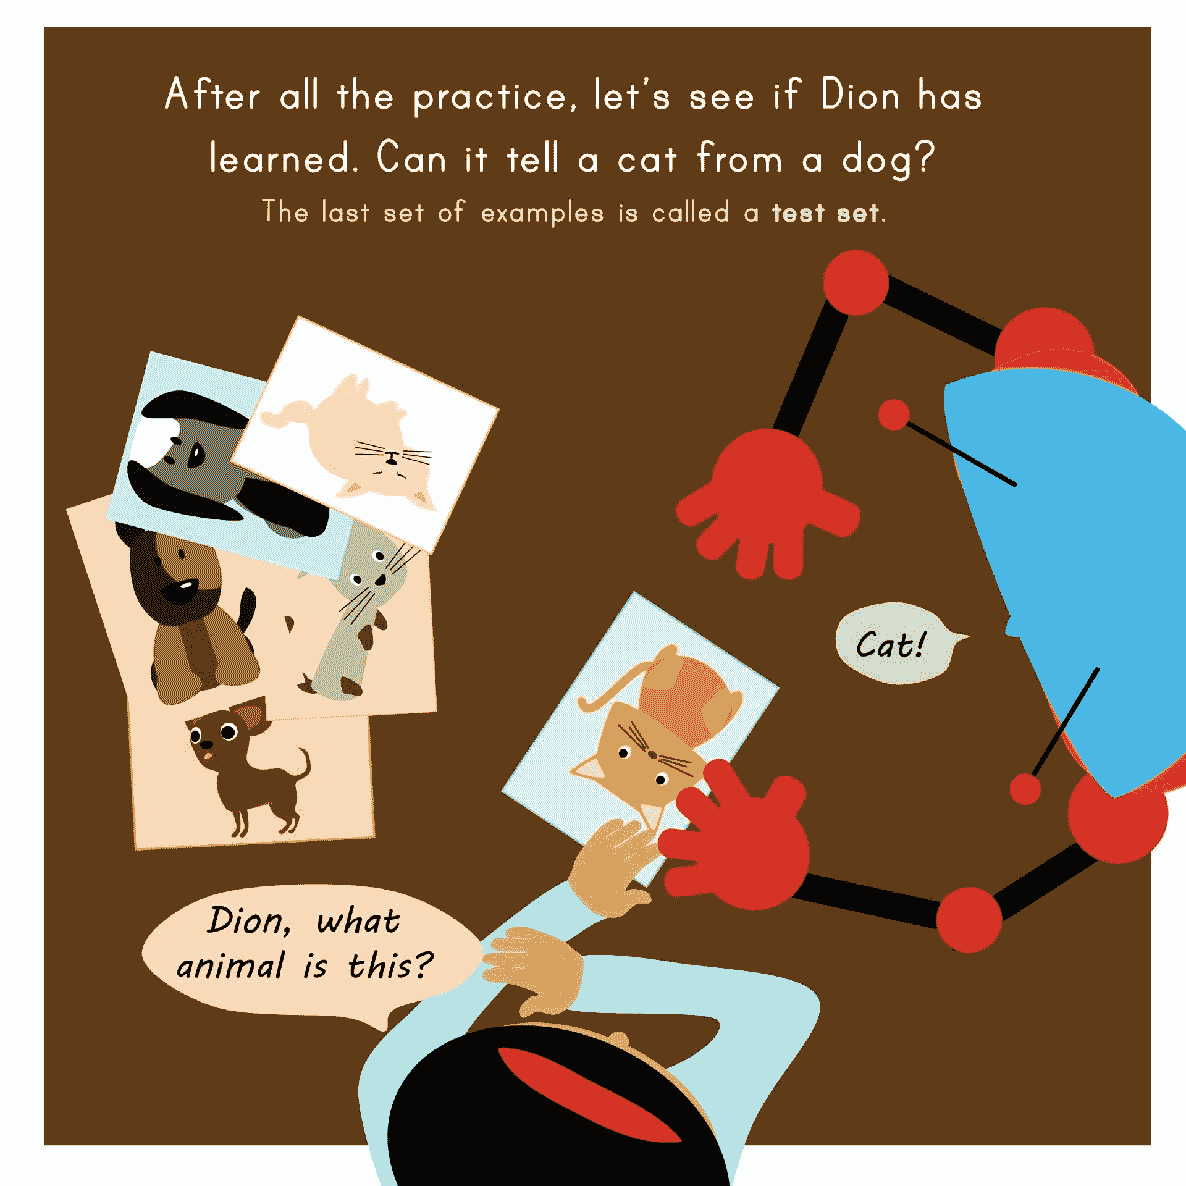 After all the practice, let's see if Dion has
learned. Can it tell a cat from a dog?
The last set of examples is called a test set.
Cat!
Dion, what
animal is this?